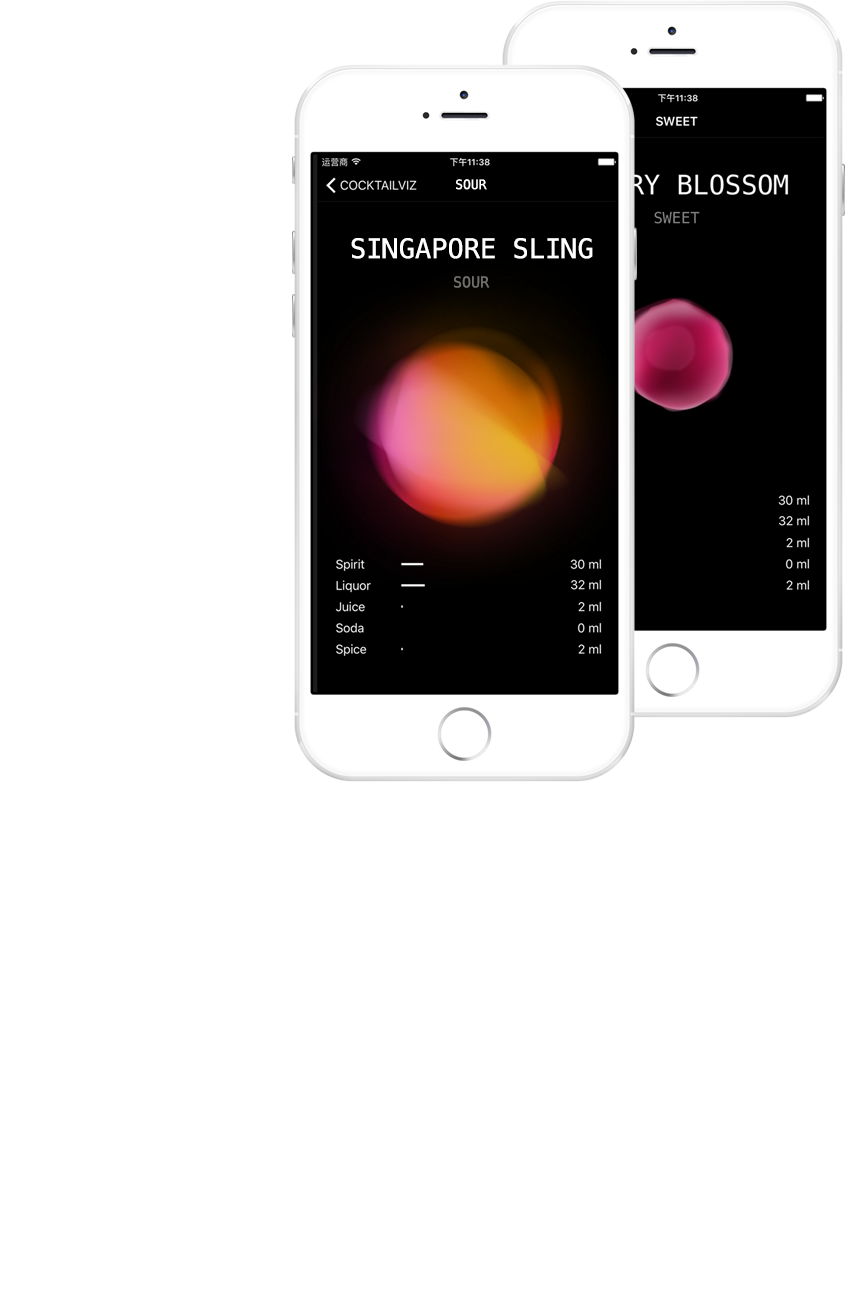 运营商 下午11:38
COCKTAILVIZ SOUR
SINGAPORE SLING
SOUR
Spirit 30 ml
Liquor 32 ml
Juice 2 ml
Soda 0 ml
Spice 2 ml
下午11:38
SWEET
RY BLOSSOM
SWEET
30 ml
32 ml
2 ml
0 ml
2 ml